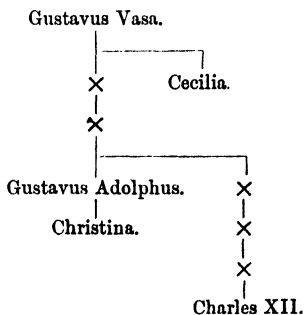 Gustavus Vasa.
Cecilia.
Gustavus Adolphus.
Christina.
Charles XII.